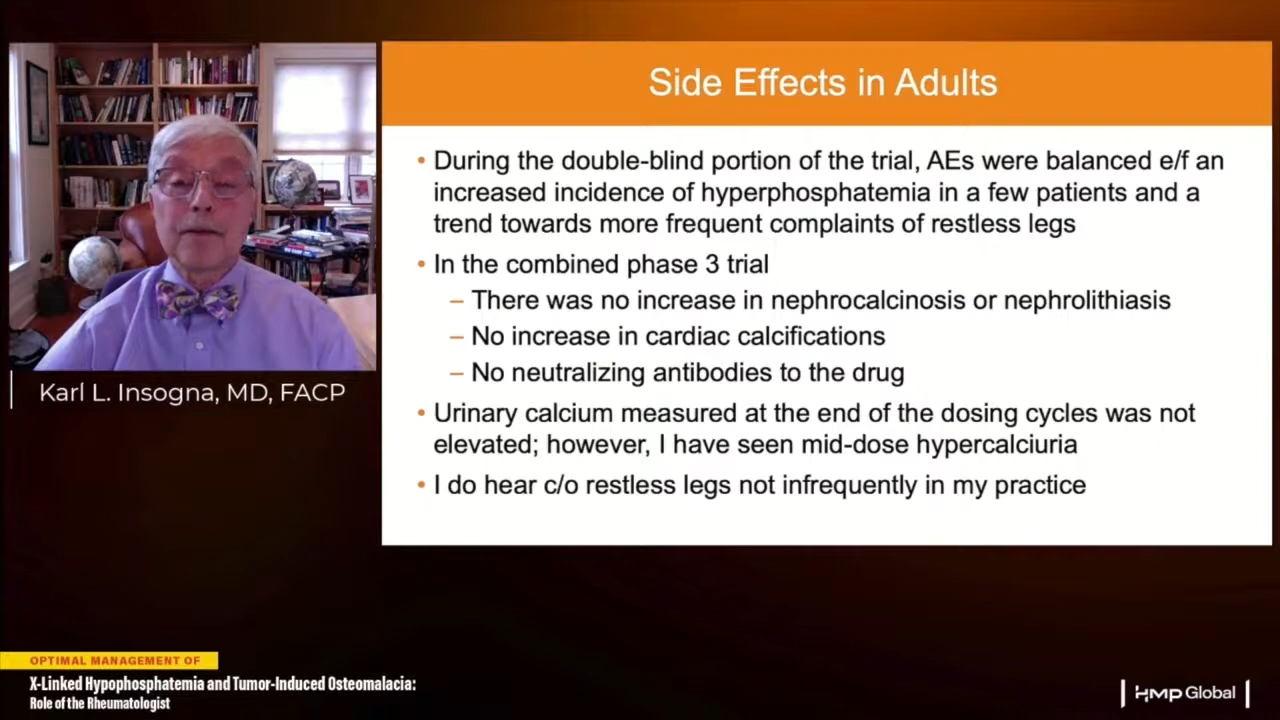 Side Effects in Adults
• During the double-blind portion of the trial, AEs were balanced e/f an
increased incidence of hyperphosphatemia in a few patients and a
trend towards more frequent complaints of restless legs
• In the combined phase 3 trial
– There was no increase in nephrocalcinosis or nephrolithiasis
– No increase in cardiac calcifications
– No neutralizing antibodies to the drug
• Urinary calcium measured at the end of the dosing cycles was not
elevated; however, I have seen mid-dose hypercalciuria
• I do hear c/o restless legs not infrequently in my practice
Karl L. Insogna, MD, FACP
OPTIMAL MANAGEMENT OF
X-Linked Hypophosphatemia and Tumor-Induced Osteomalacia:
Role of the Rheumatologist
HMP Global